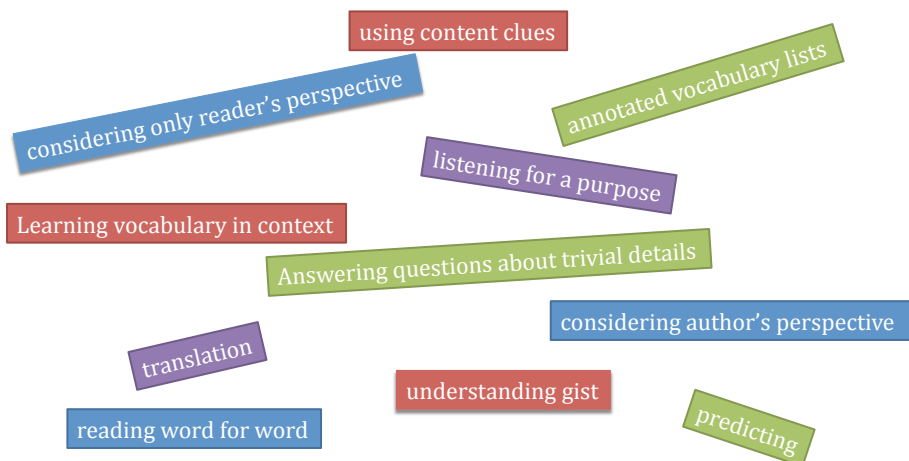 using content clues
considering only reader's perspective
annotated vocabulary lists
listening for a purpose
Learning vocabulary in context
Answering questions about trivial details
considering author's perspective
translation
understanding gist
reading word for word
predicting